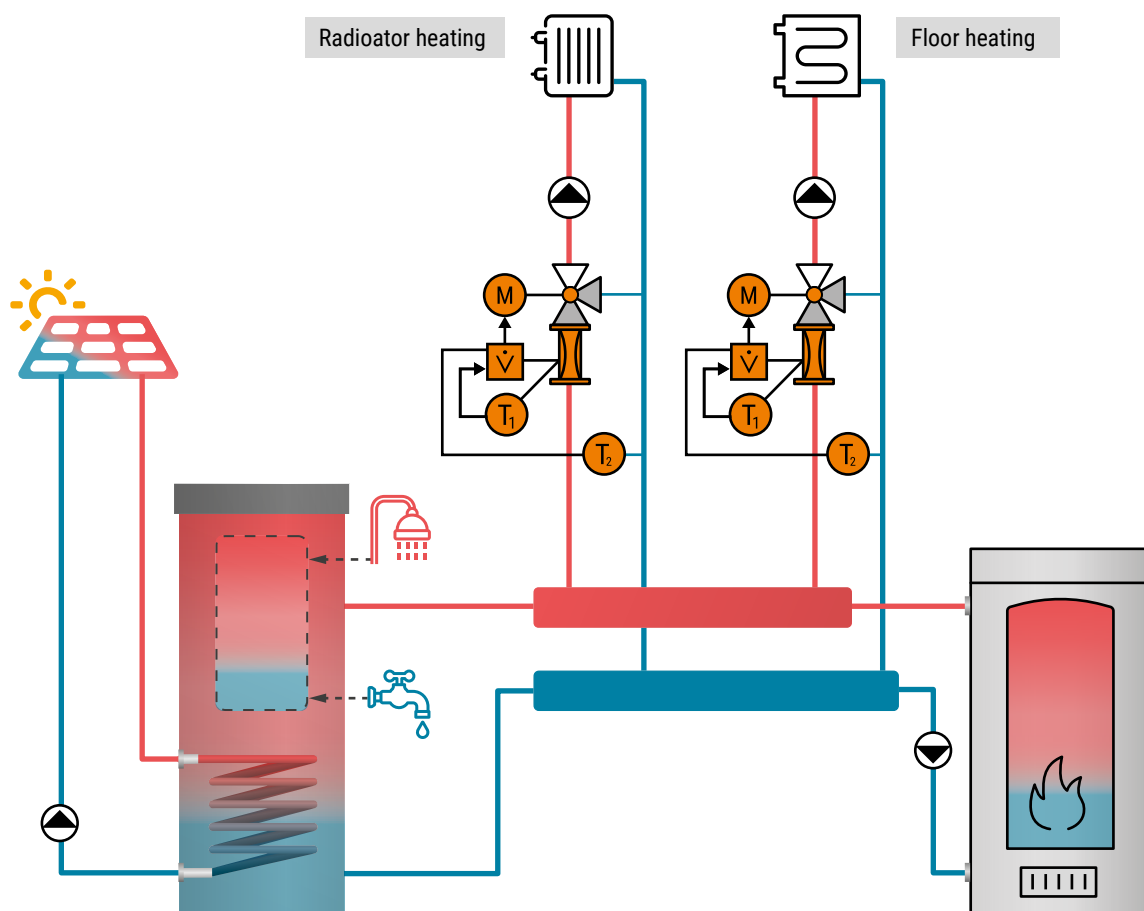 Radioator heating
Floor heating
M
M
V̇
V̇
T₁
T₁
T₂
T₂